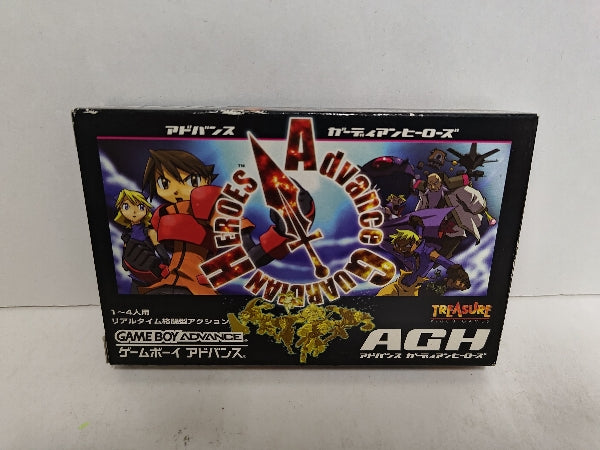 アドバンス ガーディアンヒーローズ
Advance GUARDIAN HEROES™
1〜4人用
リアルタイム格闘型アクション
GAME BOY ADVANCE
ゲームボーイ アドバンス
TREASURE
AGH
アドバンス ガーディアンヒーローズ